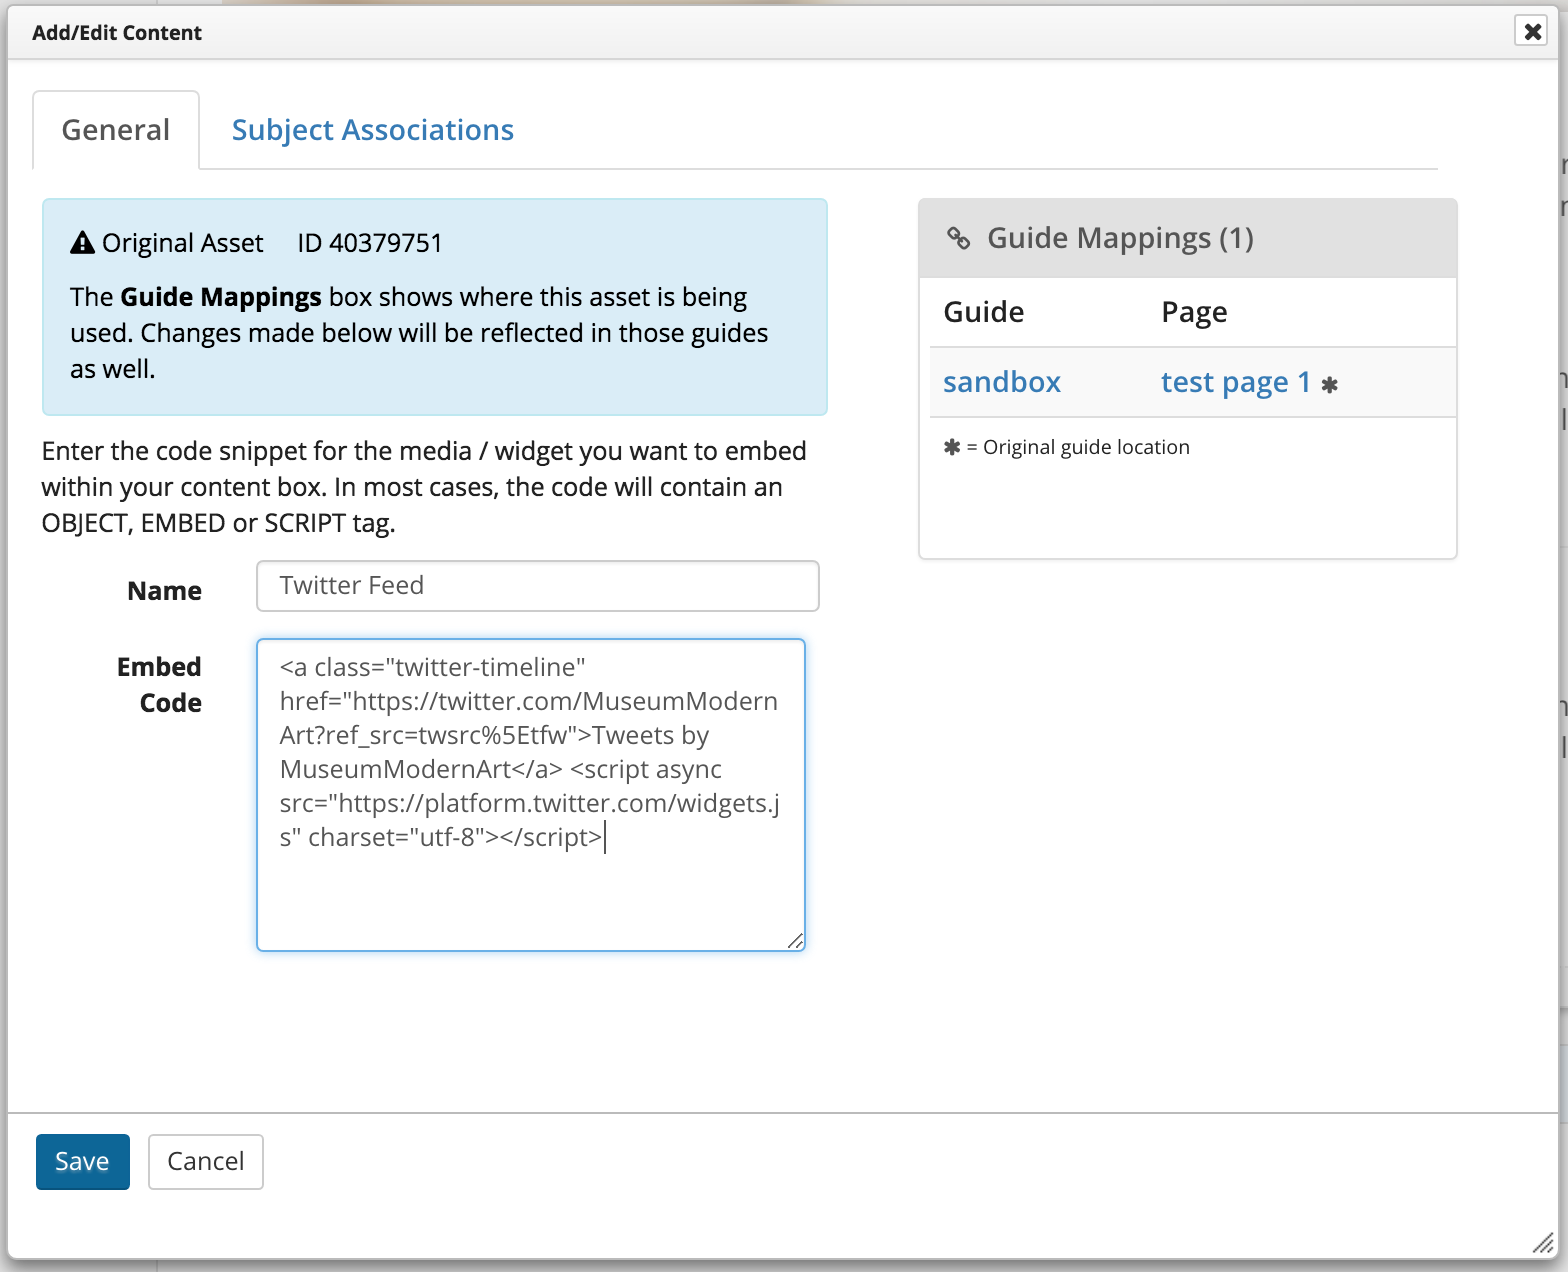 Add/Edit Content
General
Subject Associations
Original Asset ID 40379751
The Guide Mappings box shows where this asset is being
used. Changes made below will be reflected in those guides
as well.
Enter the code snippet for the media / widget you want to embed
within your content box. In most cases, the code will contain an
OBJECT, EMBED or SCRIPT tag.
Name
Twitter Feed
Embed
Code
<a class="twitter-timeline"
href="https://twitter.com/MuseumModern
Art?ref_src=twsrc%5Etfw">Tweets by
MuseumModernArt</a> <script async
src="https://platform.twitter.com/widgets.j
s" charset="utf-8"></script>
Guide Mappings (1)
Guide Page
sandbox test page 1 ✱
✱ = Original guide location
Save
Cancel